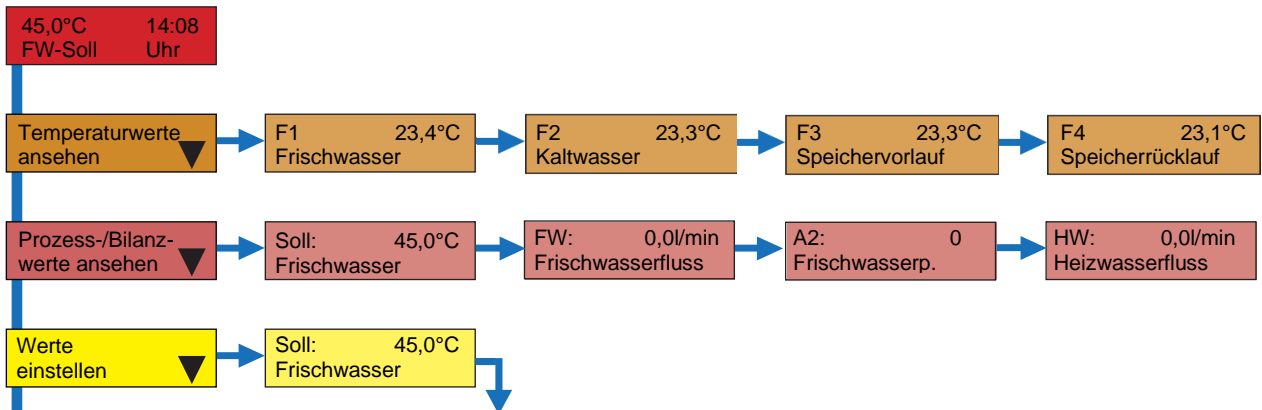 45,0°C 14:08
FW-Soll Uhr
Temperaturwerte
ansehen
F1 23,4°C
Frischwasser
F2 23,3°C
Kaltwasser
F3 23,3°C
Speichervorlauf
F4 23,1°C
Speicherrücklauf
Prozess-/Bilanz-
werte ansehen
Soll: 45,0°C
Frischwasser
FW: 0,0l/min
Frischwasserfluss
A2: 0
Frischwasserp.
HW: 0,0l/min
Heizwasserfluss
Werte
einstellen
Soll: 45,0°C
Frischwasser